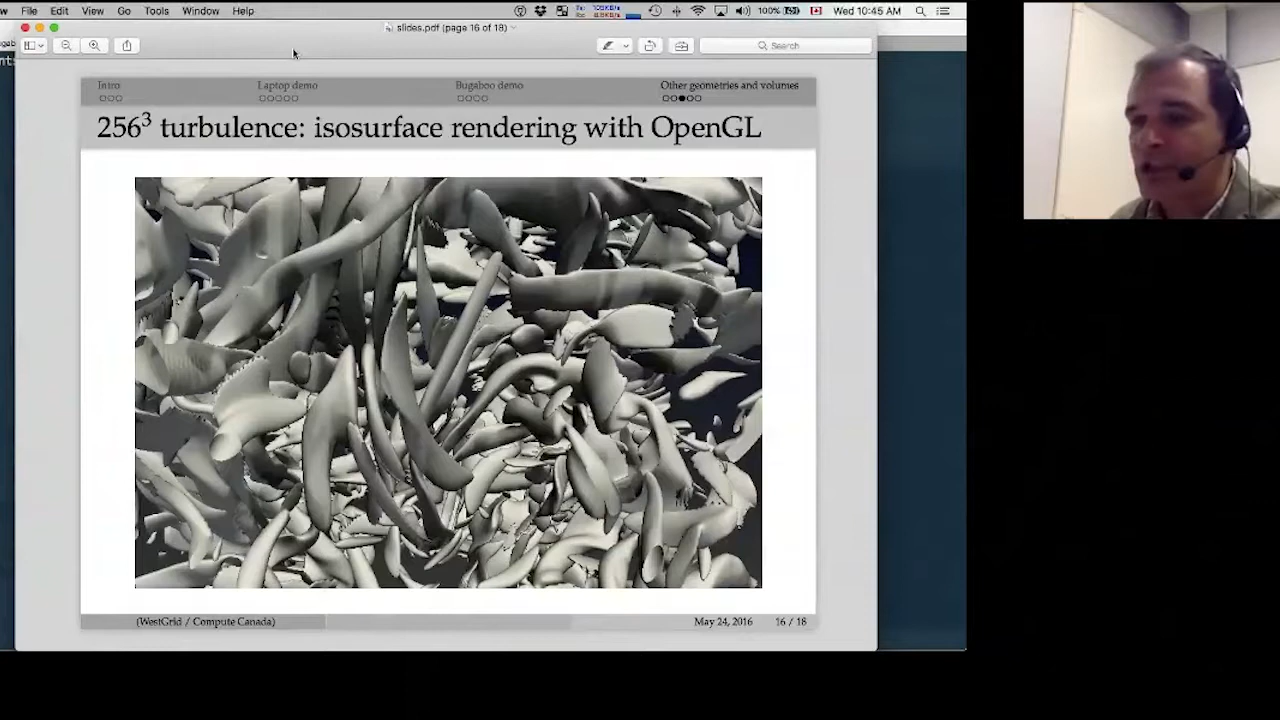 File Edit View Go Tools Window Help 100% Wed 10:45 AM
slides.pdf (page 16 of 18)
Search
Intro Laptop demo Bugaboo demo Other geometries and volumes
256³ turbulence: isosurface rendering with OpenGL
(WestGrid / Compute Canada) May 24, 2016 16 / 18